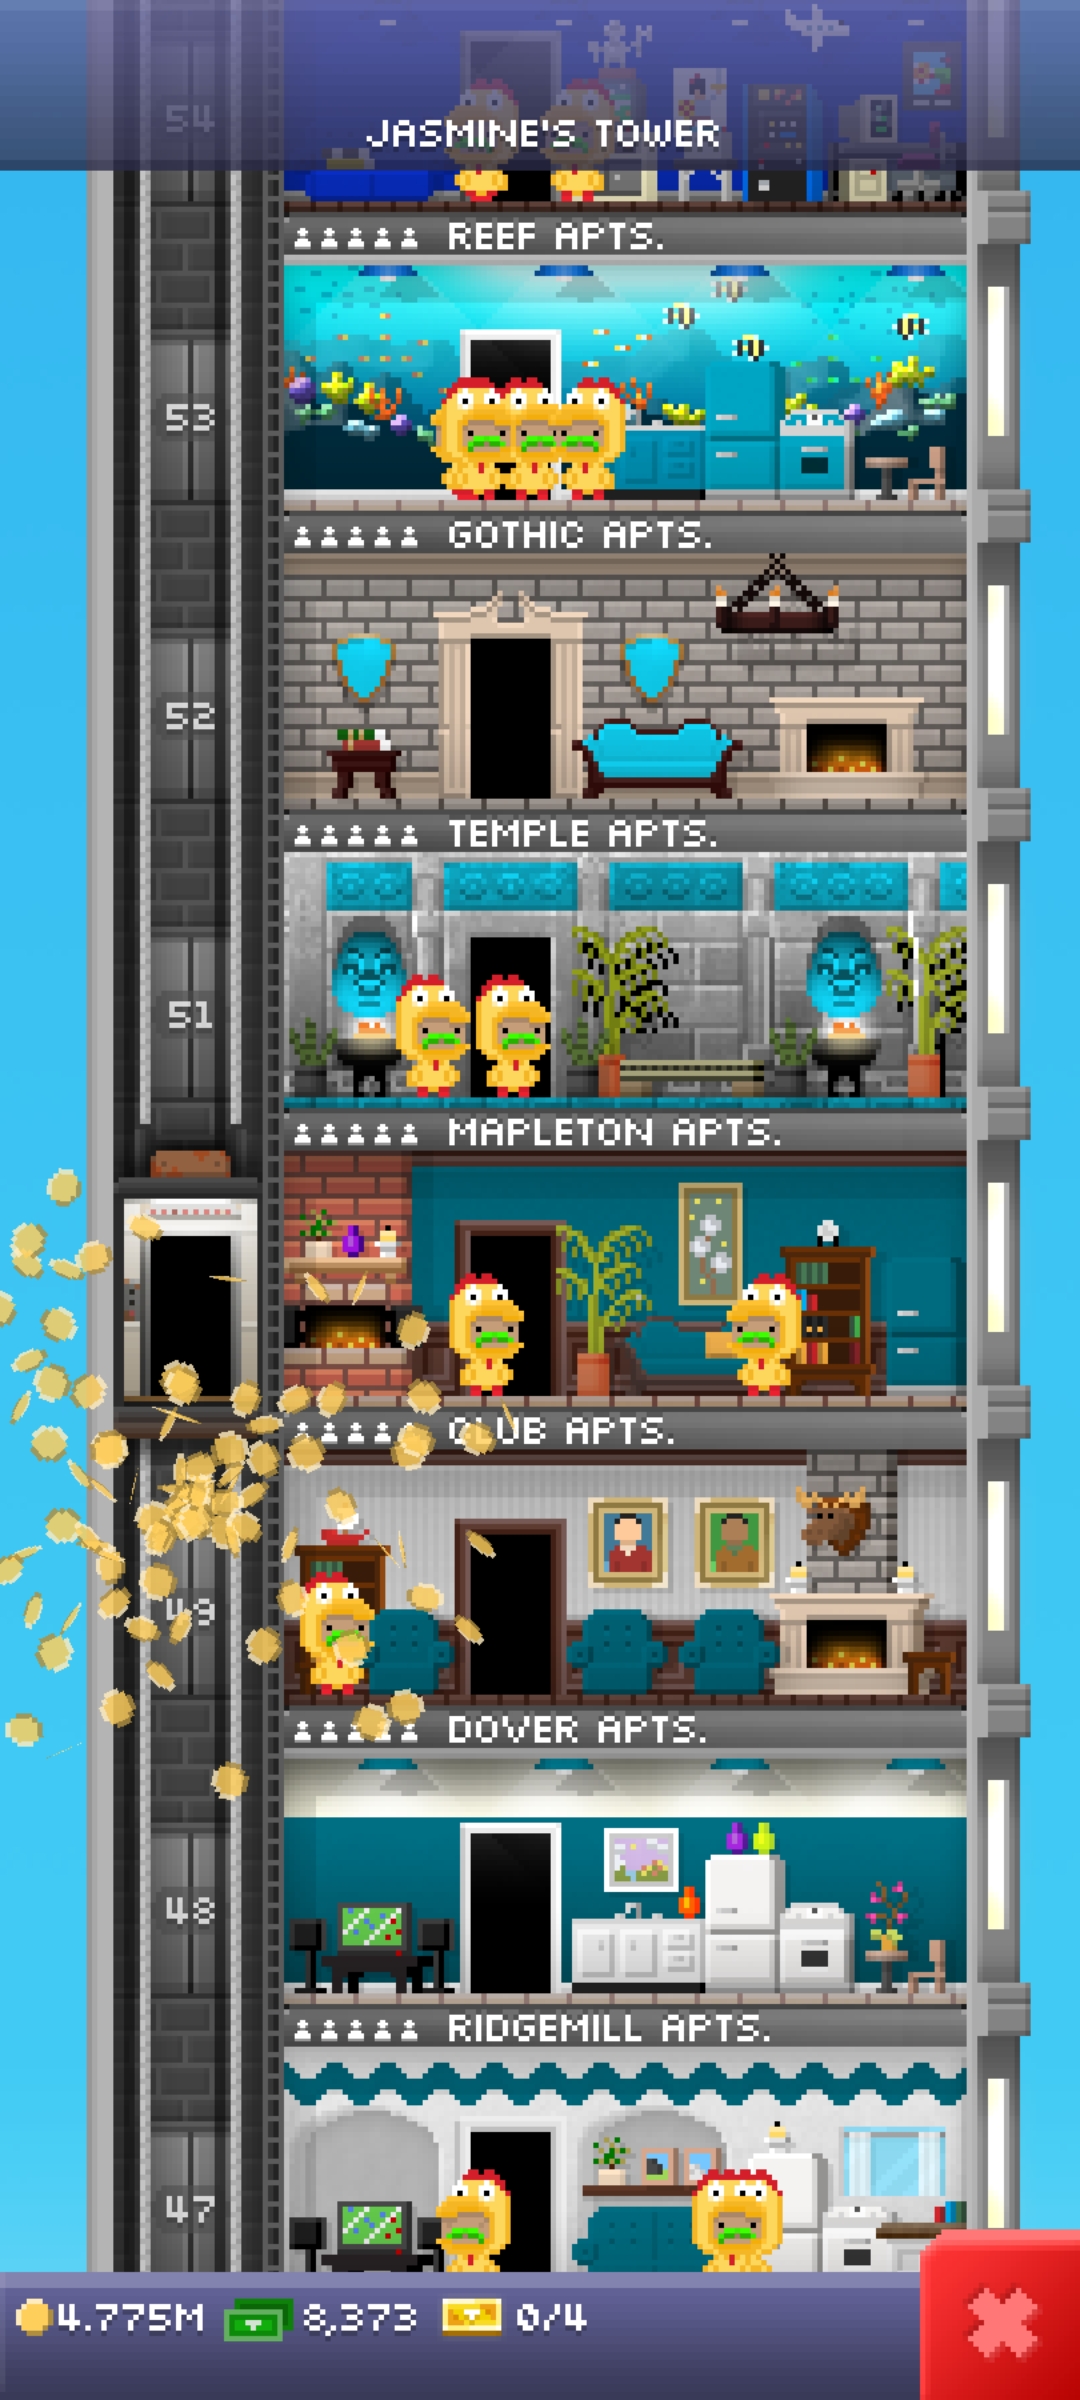 54
JASMINE'S TOWER
REEF APTS.
53
GOTHIC APTS.
52
TEMPLE APTS.
51
MAPLETON APTS.
CLUB APTS.
49
DOVER APTS.
48
RIDGEMILL APTS.
47
4.775M 8,373 0/4